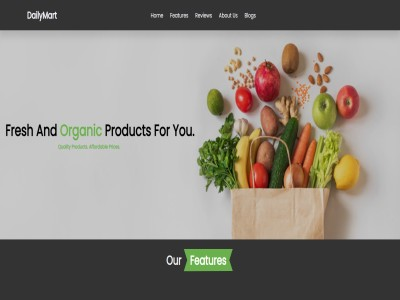 DailyMart
Home Features Reviews About Us Blogs
Fresh And Organic Products For You.
Quality Products. Affordable Prices.
Our Features